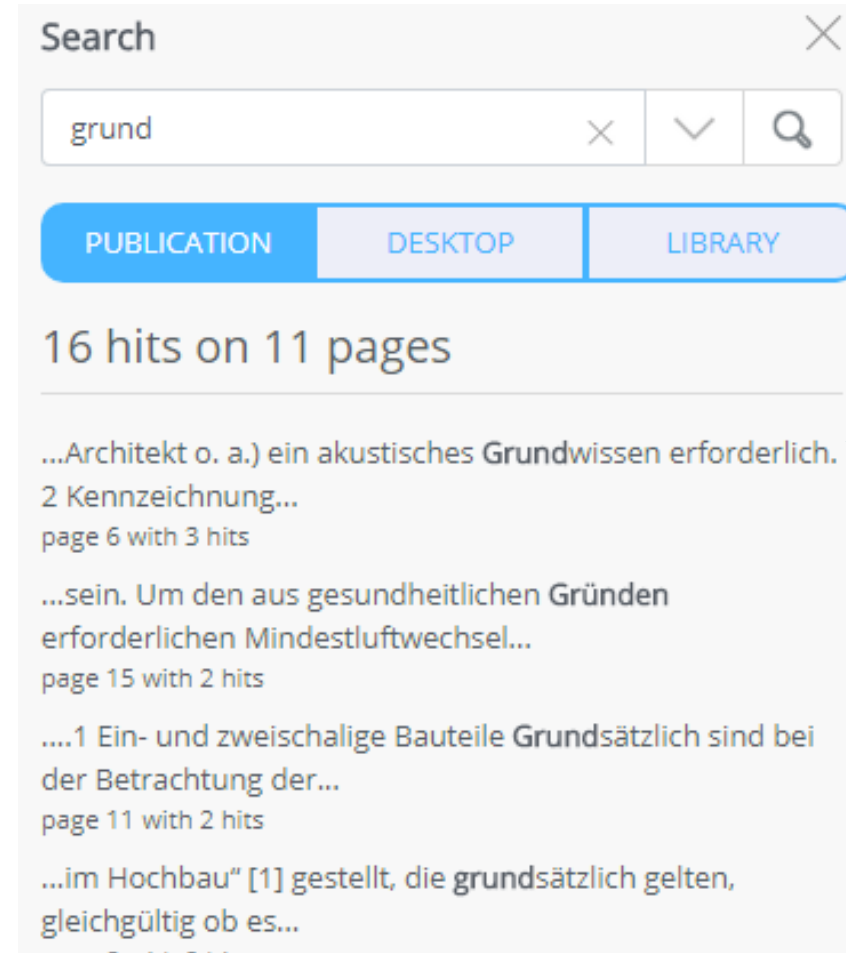 Search
grund
PUBLICATION DESKTOP LIBRARY
16 hits on 11 pages
...Architekt o. a.) ein akustisches Grundwissen erforderlich.
2 Kennzeichnung...
page 6 with 3 hits
...sein. Um den aus gesundheitlichen Gründen
erforderlichen Mindestluftwechsel...
page 15 with 2 hits
....1 Ein- und zweischalige Bauteile Grundsätzlich sind bei
der Betrachtung der...
page 11 with 2 hits
...im Hochbau“ [1] gestellt, die grundsätzlich gelten,
gleichgültig ob es...